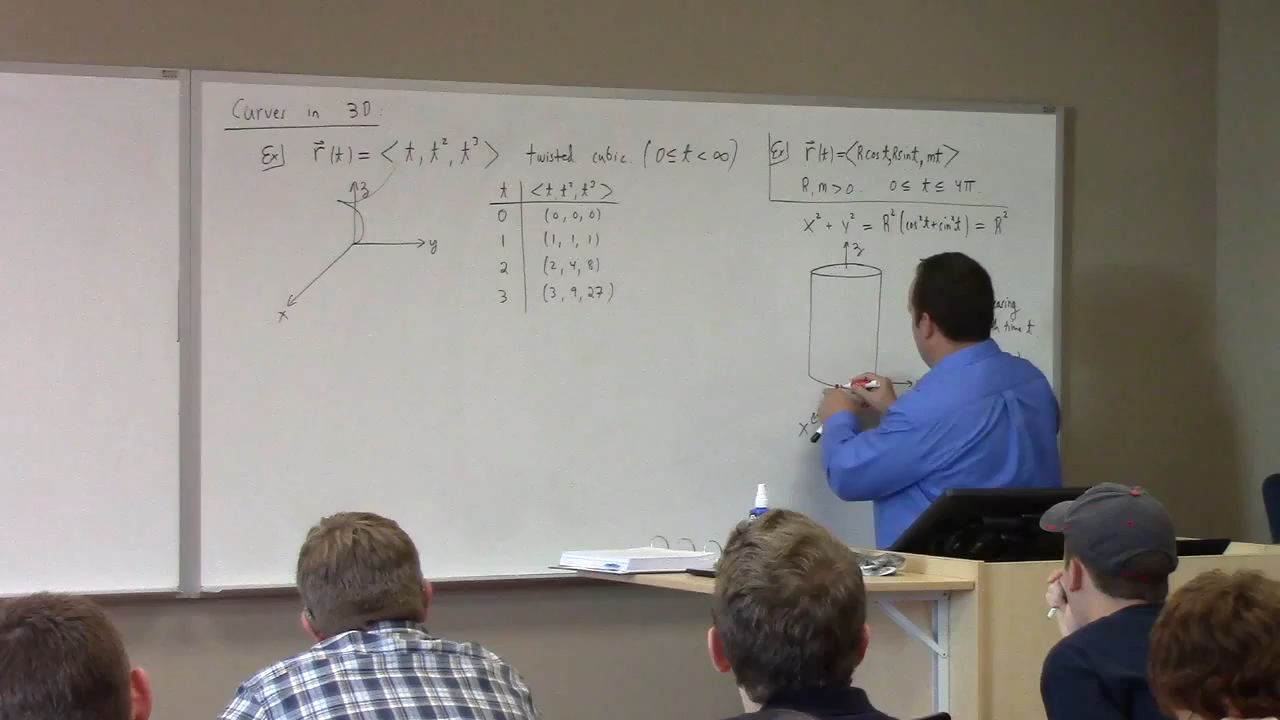 Curves in 3D:
Ex] r⃗(t) = <t, t², t³> twisted cubic. (0 ≤ t < ∞)
z
y
x
t | <t, t², t³>
0 | (0, 0, 0)
1 | (1, 1, 1)
2 | (2, 4, 8)
3 | (3, 9, 27)
Ex] r⃗(t) = <Rcost, Rsint, mt>
R, m > 0. 0 ≤ t ≤ 4π.
x² + y² = R²(cos²t + sin²t) = R²
z
time t
x